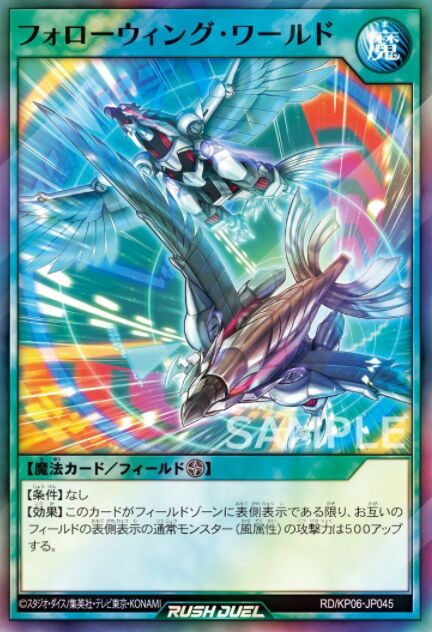 フォローウィング・ワールド
魔
SAMPLE
【魔法カード／フィールド】
【条件】なし
【効果】このカードがフィールドゾーンに表側表示である限り、お互いの
フィールドの表側表示の通常モンスター（風属性）の攻撃力は500アップ
する。
©スタジオ・ダイス/集英社・テレビ東京・KONAMI
RUSH DUEL
RD/KP06-JP045